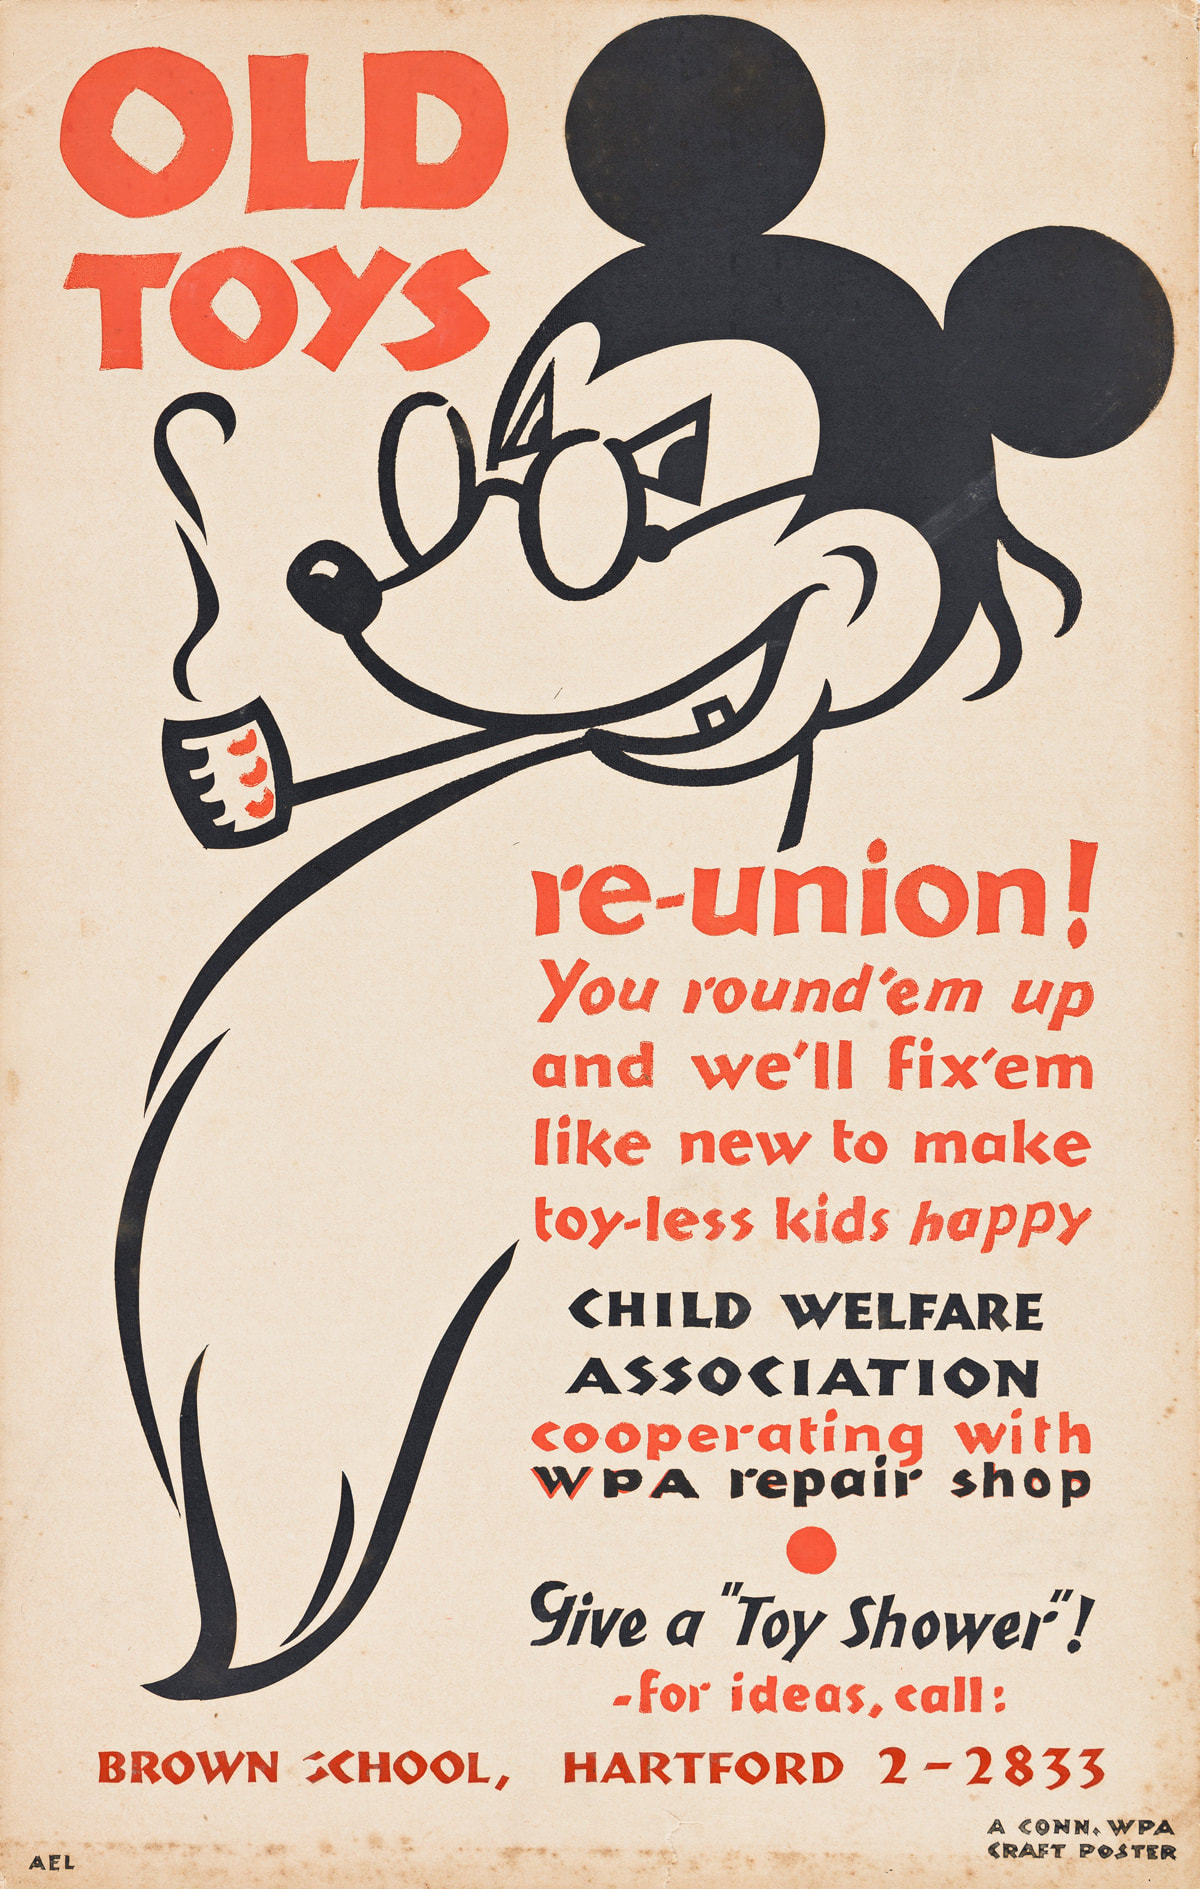 OLD
TOYS
re-union!
You round'em up
and we'll fix'em
like new to make
toy-less kids happy
CHILD WELFARE
ASSOCIATION
cooperating with
WPA repair shop
Give a "Toy Shower"!
-for ideas, call:
BROWN SCHOOL, HARTFORD 2-2833
A CONN. WPA
CRAFT POSTER
AEL